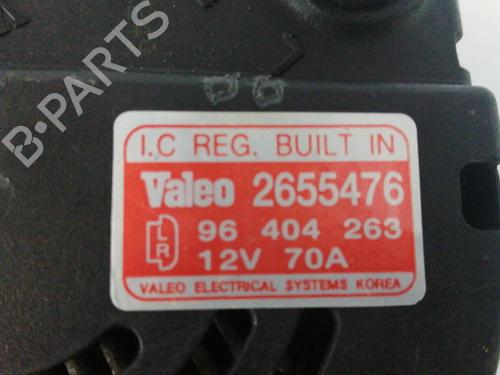 B-PARTS
I.C REG. BUILT IN
Valeo 2655476
L 96 404 263
R 12V 70A
VALEO ELECTRICAL SYSTEMS KOREA